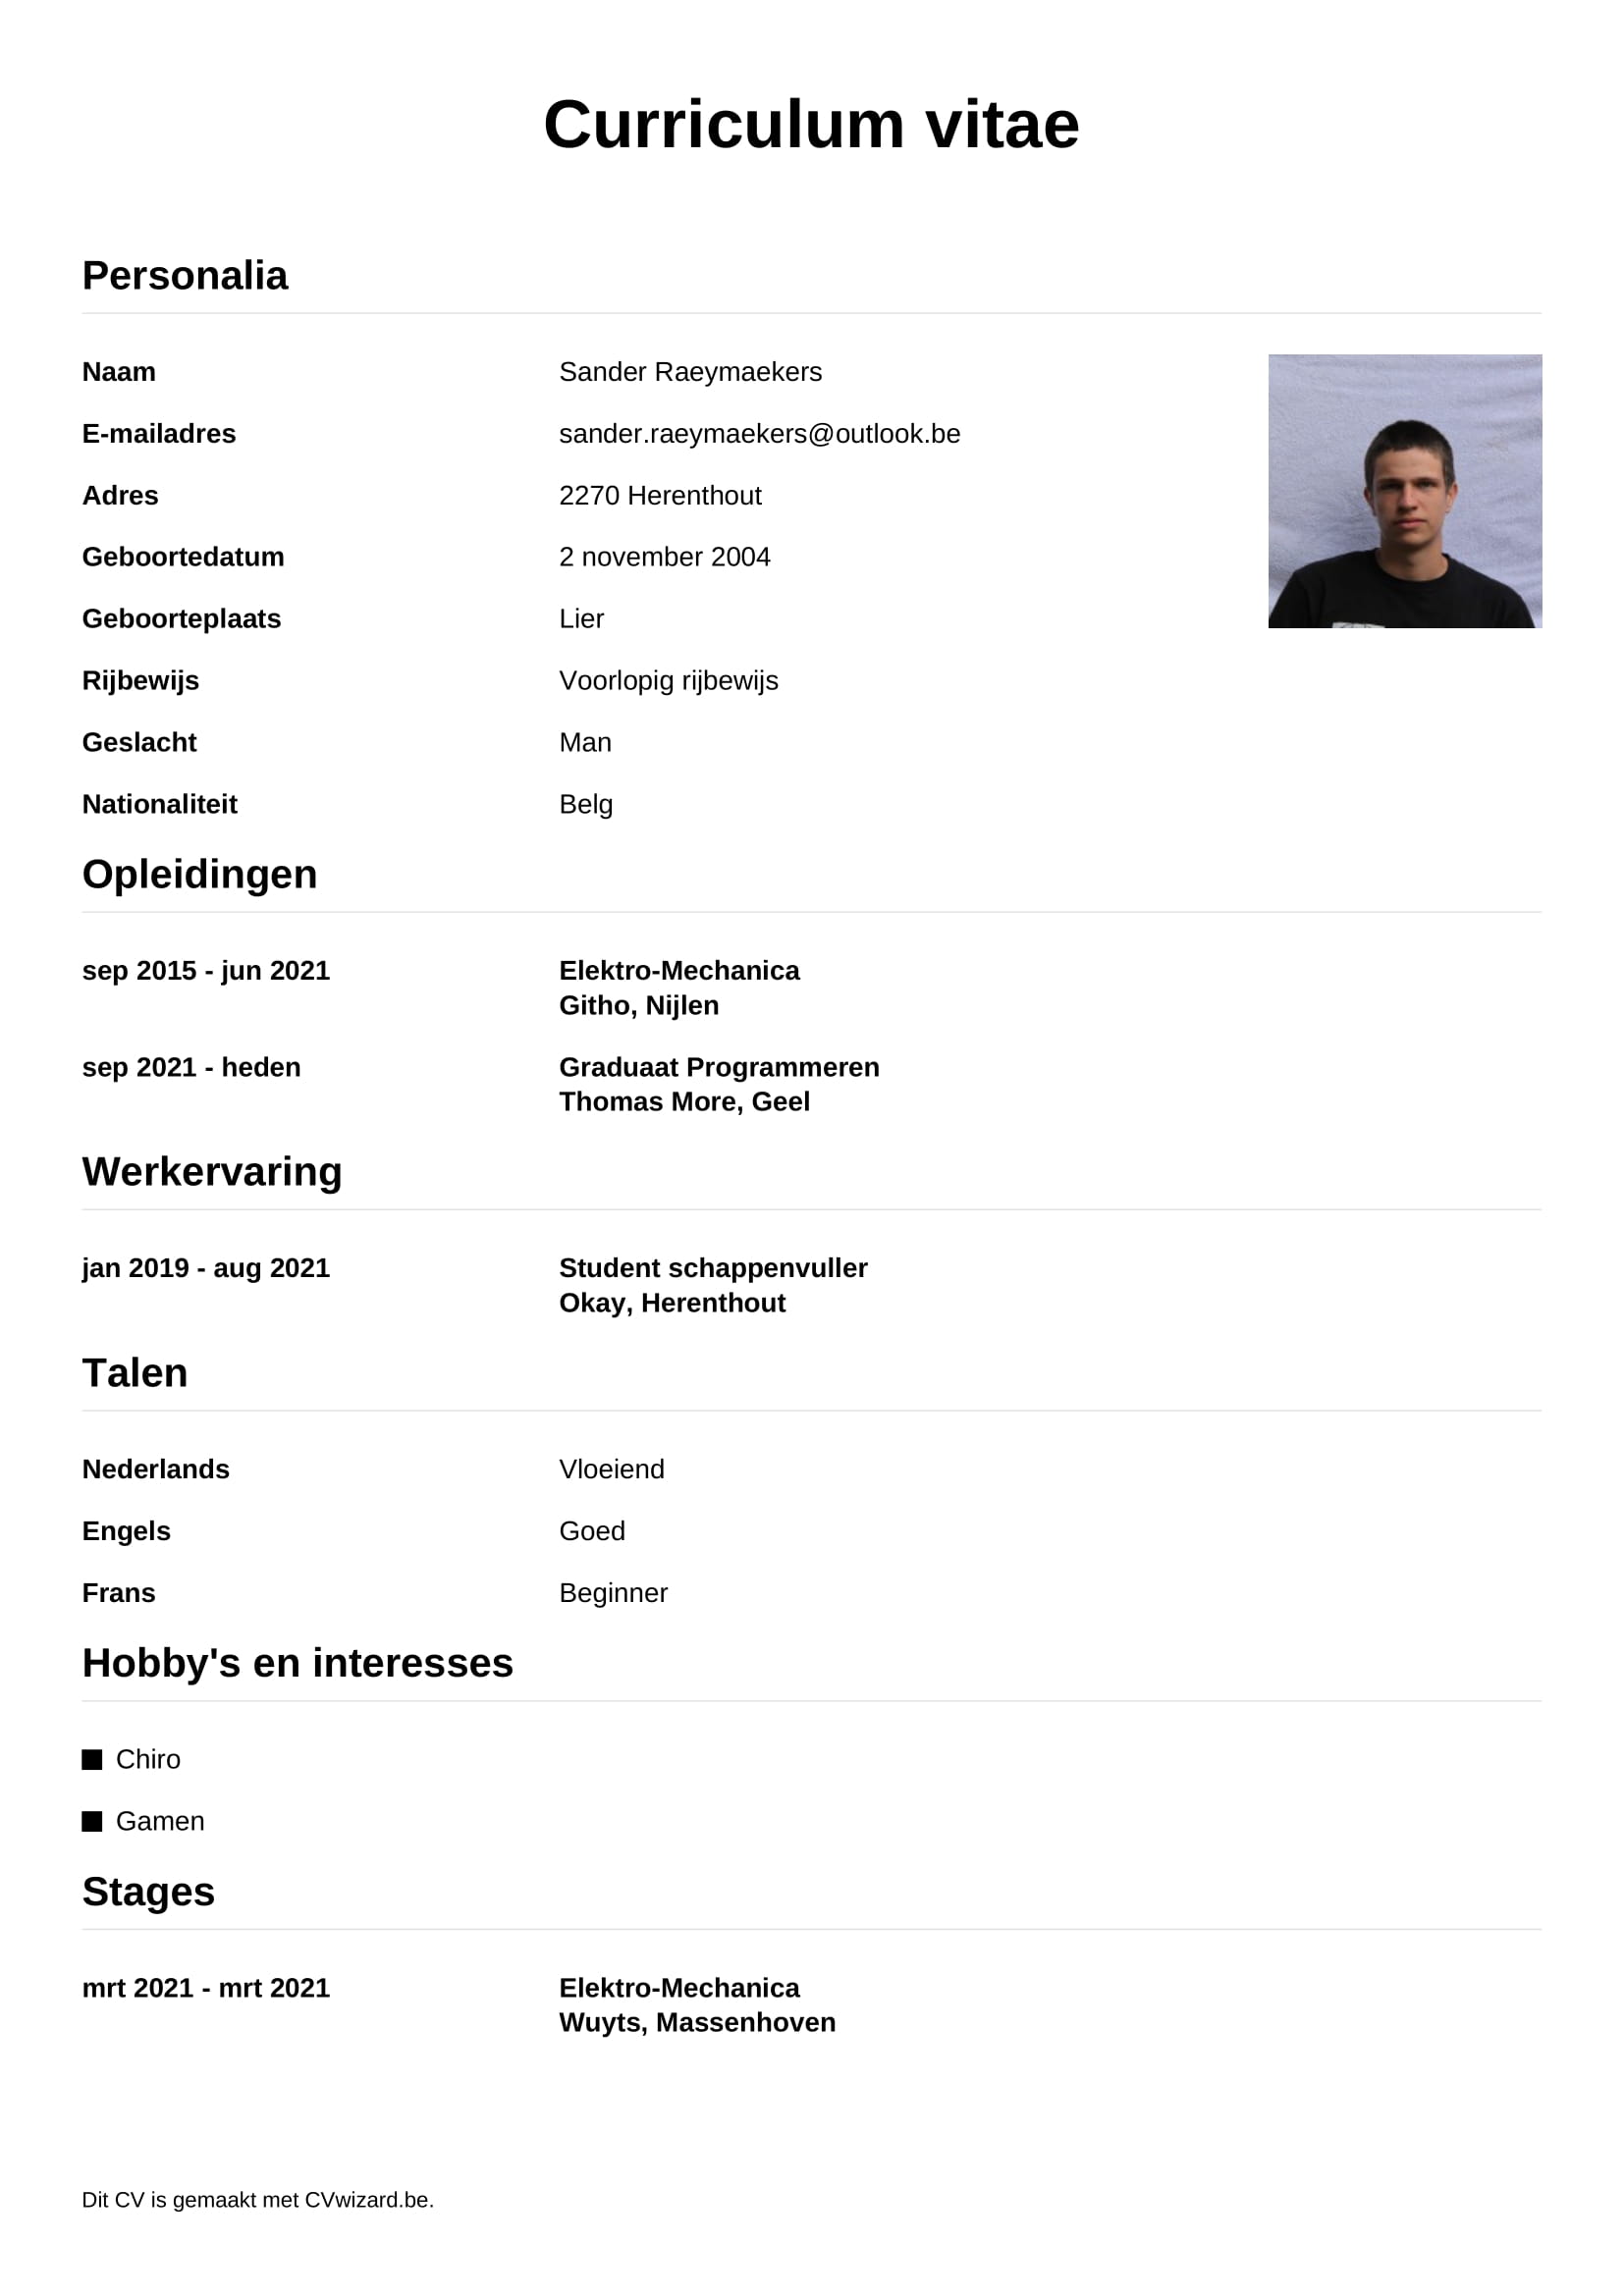 Curriculum vitae
Personalia
Naam Sander Raeymaekers
E-mailadres sander.raeymaekers@outlook.be
Adres 2270 Herenthout
Geboortedatum 2 november 2004
Geboorteplaats Lier
Rijbewijs Voorlopig rijbewijs
Geslacht Man
Nationaliteit Belg
Opleidingen
sep 2015 - jun 2021 Elektro-Mechanica
Githo, Nijlen
sep 2021 - heden Graduaat Programmeren
Thomas More, Geel
Werkervaring
jan 2019 - aug 2021 Student schappenvuller
Okay, Herenthout
Talen
Nederlands Vloeiend
Engels Goed
Frans Beginner
Hobby's en interesses
Chiro
Gamen
Stages
mrt 2021 - mrt 2021 Elektro-Mechanica
Wuyts, Massenhoven
Dit CV is gemaakt met CVwizard.be.